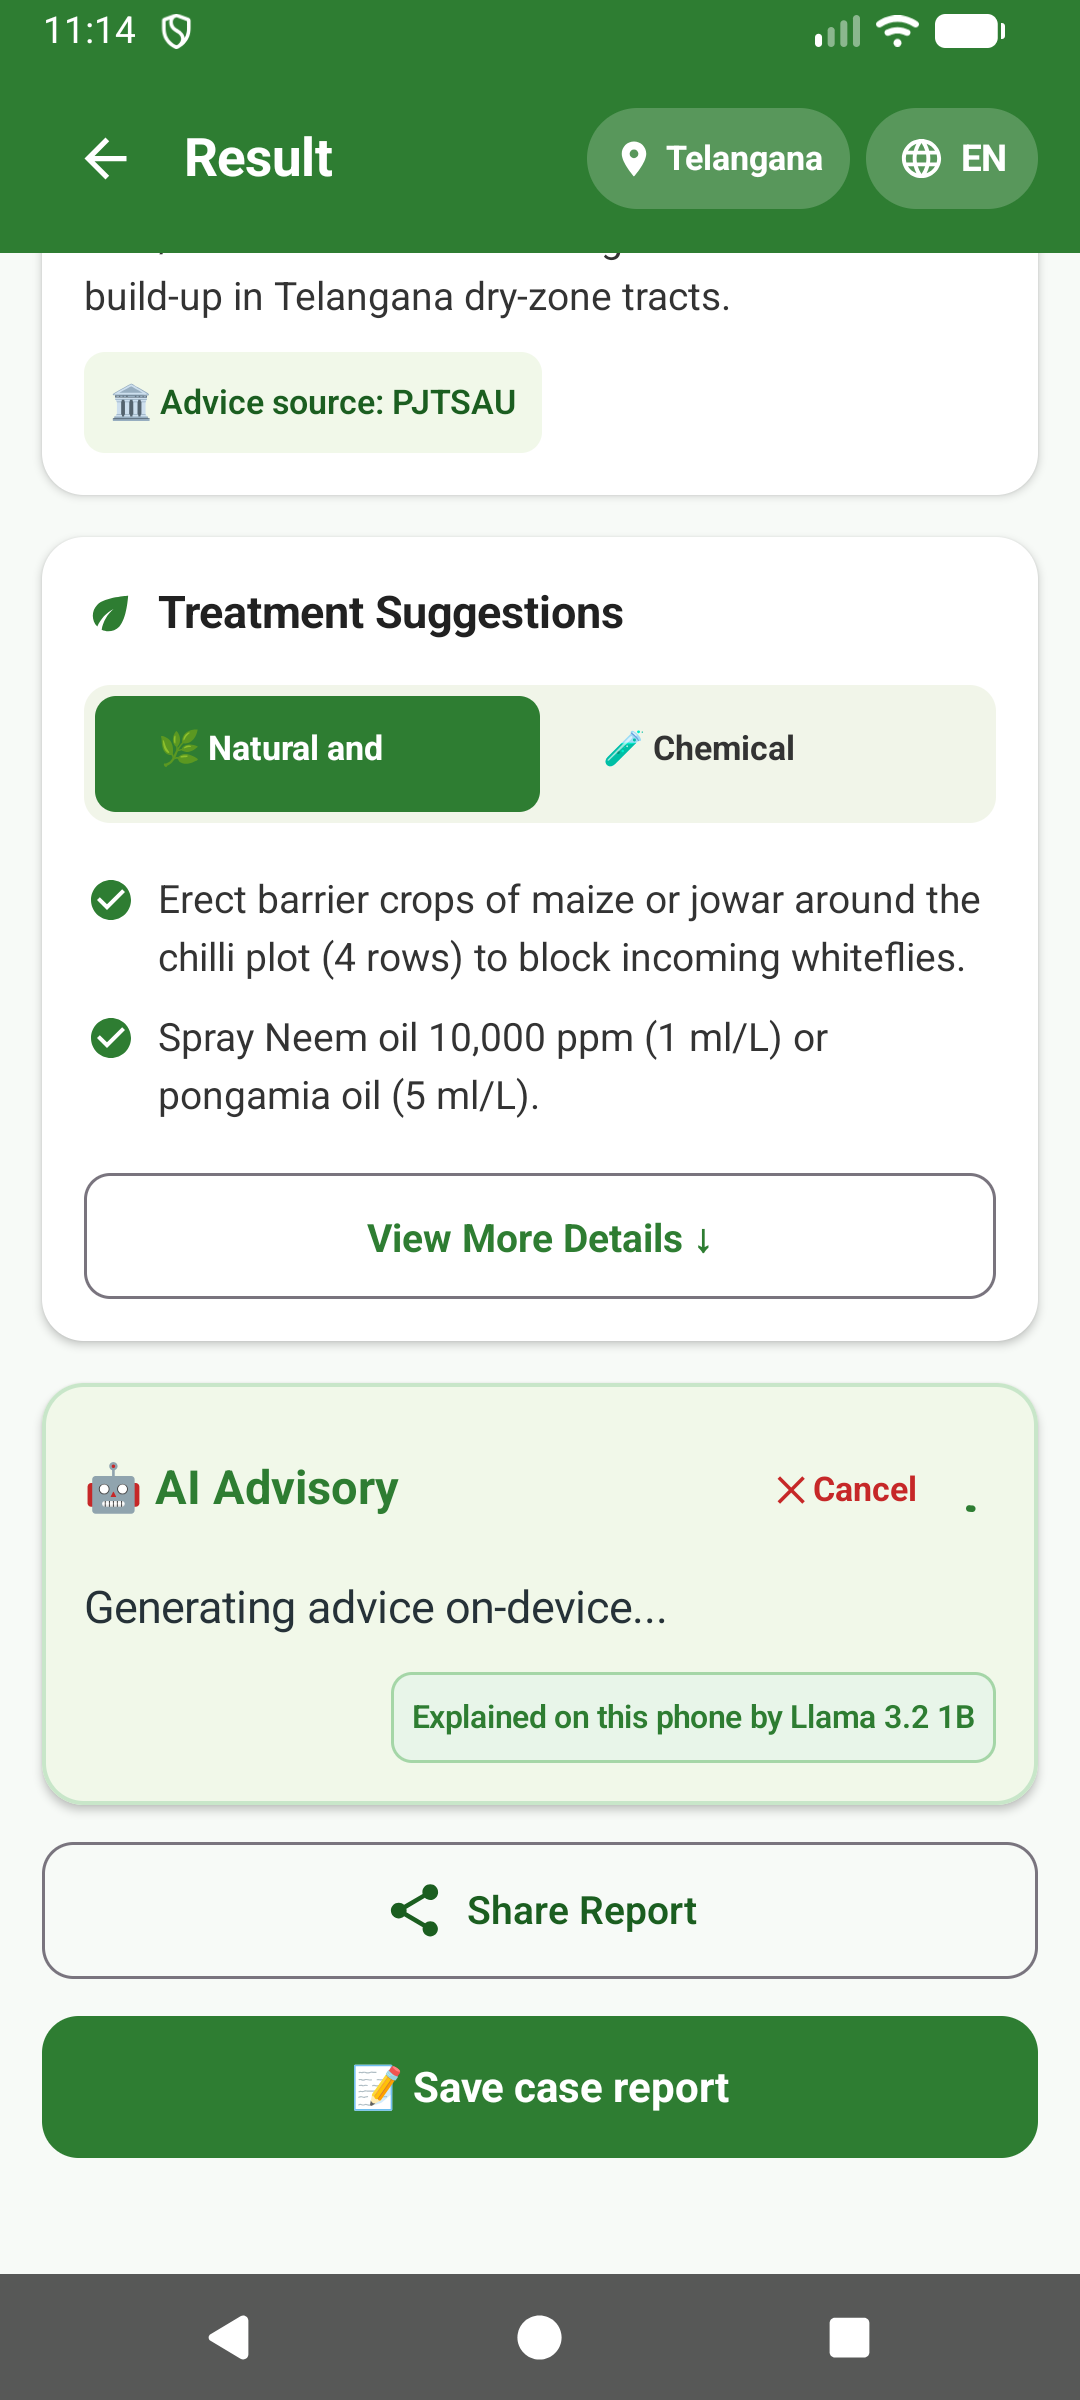 11:14
Result
Telangana
EN
build-up in Telangana dry-zone tracts.
Advice source: PJTSAU
Treatment Suggestions
Natural and
Chemical
Erect barrier crops of maize or jowar around the
chilli plot (4 rows) to block incoming whiteflies.
Spray Neem oil 10,000 ppm (1 ml/L) or
pongamia oil (5 ml/L).
View More Details ↓
AI Advisory
Cancel
Generating advice on-device...
Explained on this phone by Llama 3.2 1B
Share Report
Save case report